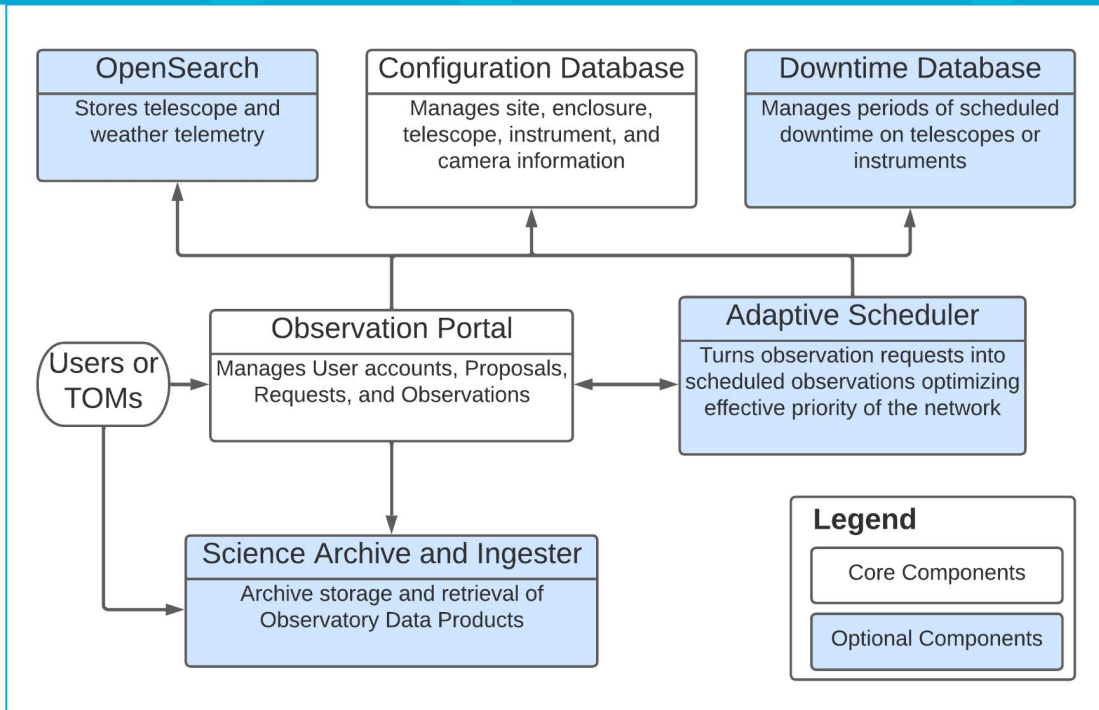 OpenSearch
Stores telescope and
weather telemetry
Configuration Database
Manages site, enclosure,
telescope, instrument, and
camera information
Downtime Database
Manages periods of scheduled
downtime on telescopes or
instruments
Users or
TOMs
Observation Portal
Manages User accounts, Proposals,
Requests, and Observations
Adaptive Scheduler
Turns observation requests into
scheduled observations optimizing
effective priority of the network
Science Archive and Ingester
Archive storage and retrieval of
Observatory Data Products
Legend
Core Components
Optional Components